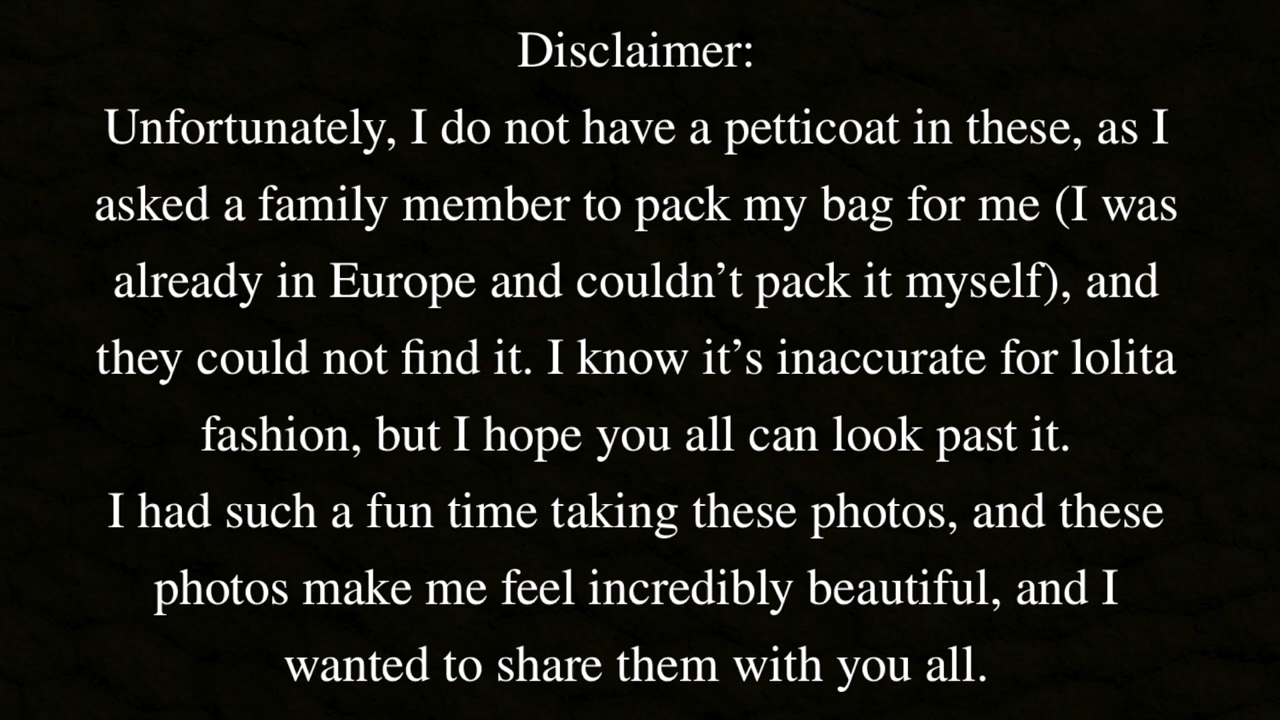 Disclaimer:
Unfortunately, I do not have a petticoat in these, as I
asked a family member to pack my bag for me (I was
already in Europe and couldn’t pack it myself), and
they could not find it. I know it’s inaccurate for lolita
fashion, but I hope you all can look past it.
I had such a fun time taking these photos, and these
photos make me feel incredibly beautiful, and I
wanted to share them with you all.